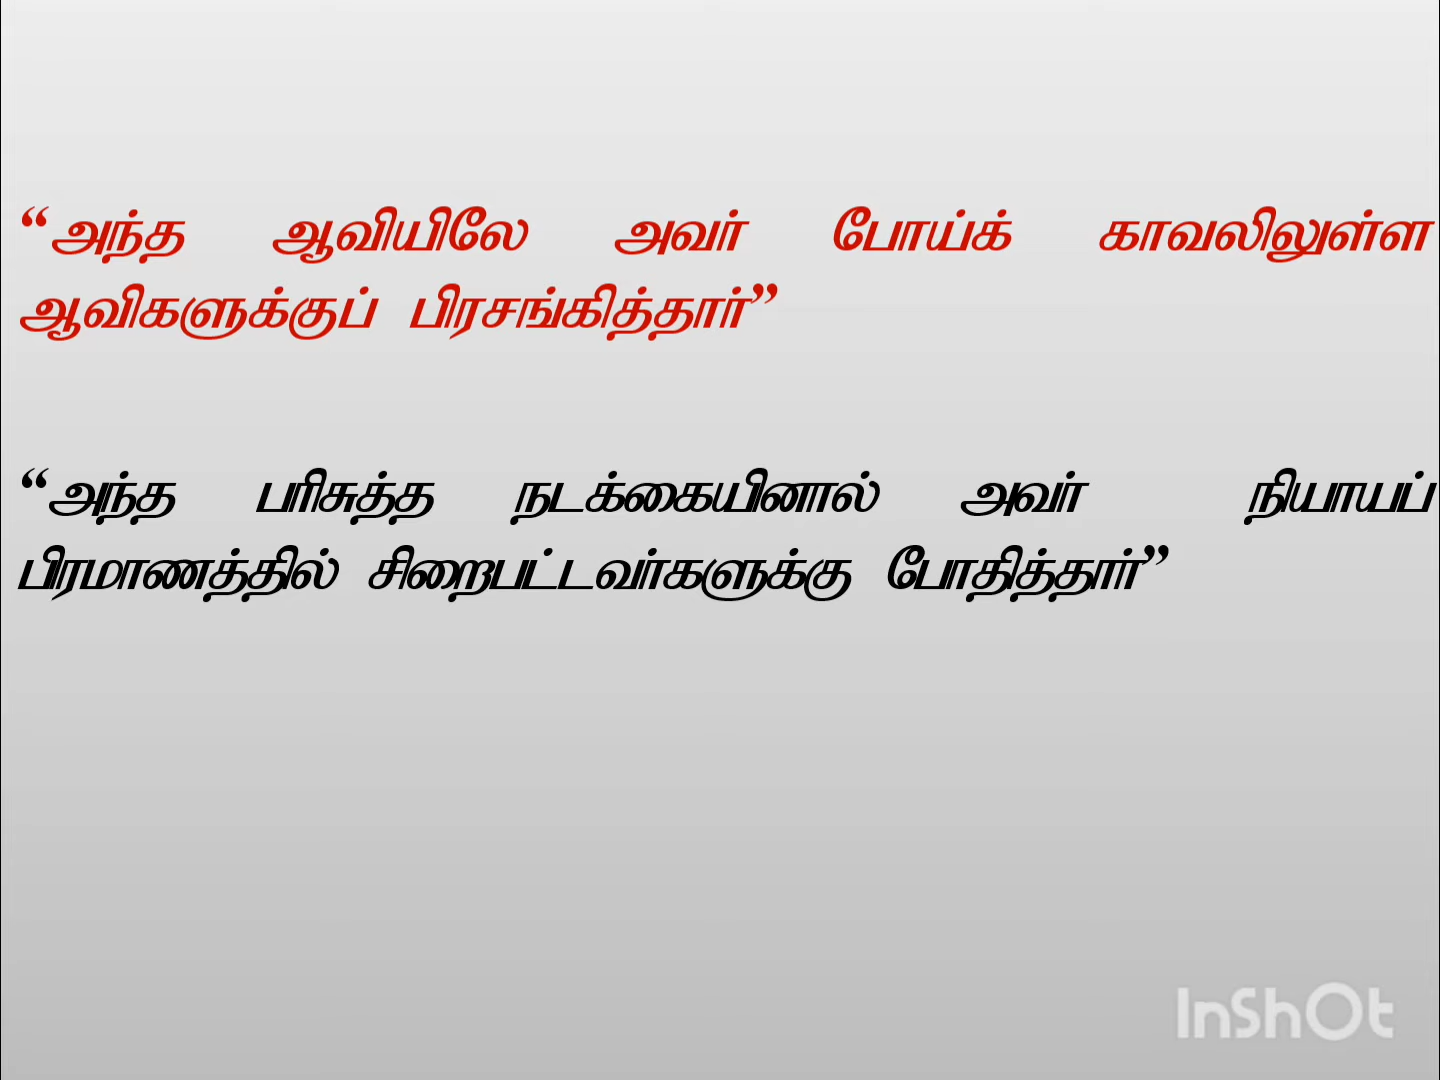 “அந்த ஆவியிலே அவர் போய்க் காவலிலுள்ள
ஆவிகளுக்குப் பிரசங்கித்தார்”
“அந்த பரிசுத்த நடக்கையினால் அவர் நியாயப்
பிரமாணத்தில் சிறைபட்டவர்களுக்கு போதித்தார்”
InShOt